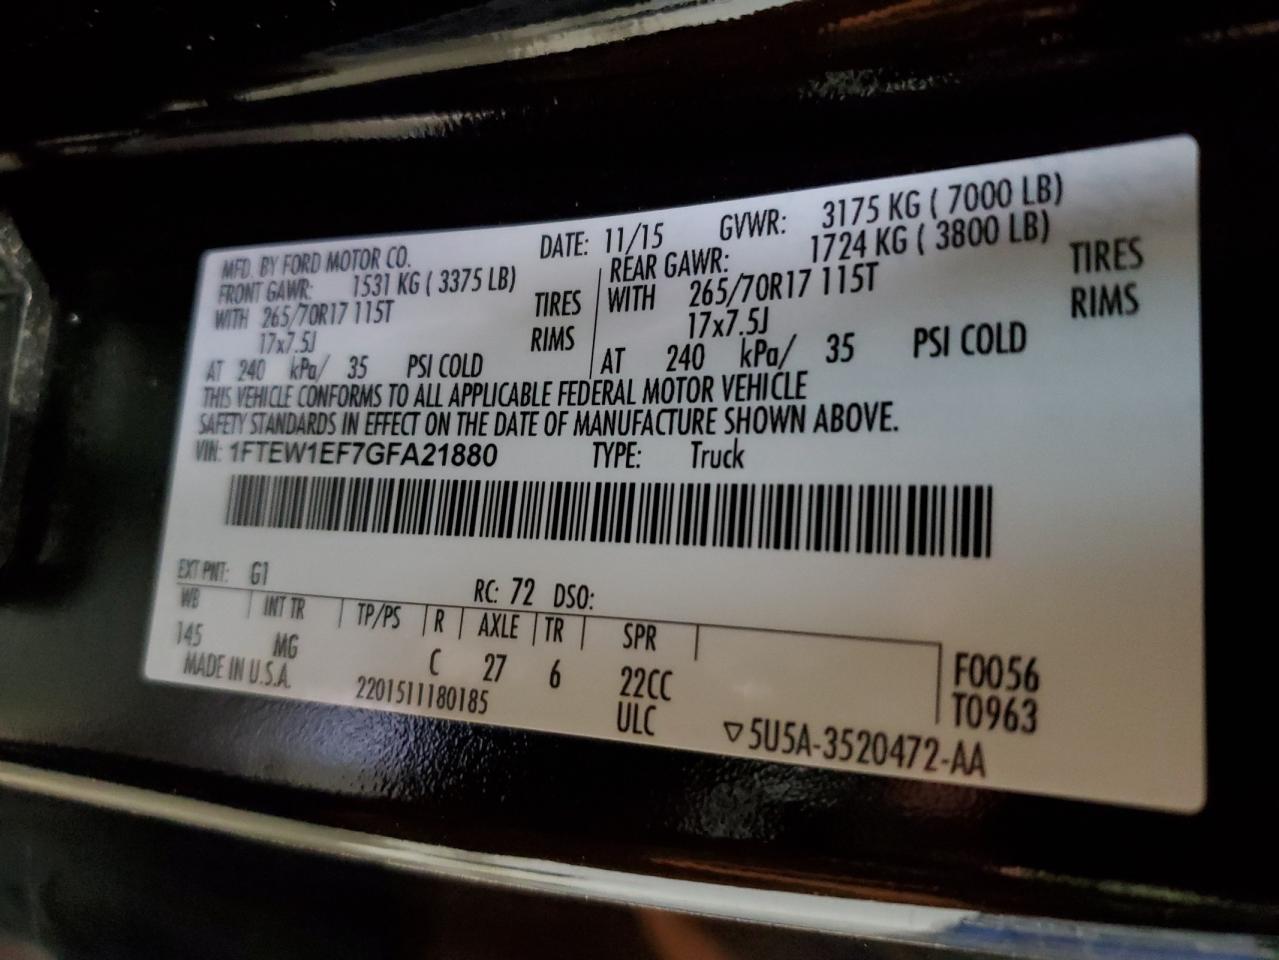 MFD. BY FORD MOTOR CO. DATE: 11/15 GVWR: 3175 KG ( 7000 LB)
FRONT GAWR: 1531 KG ( 3375 LB) REAR GAWR: 1724 KG ( 3800 LB)
WITH 265/70R17 115T TIRES WITH 265/70R17 115T TIRES
17x7.5J RIMS 17x7.5J RIMS
AT 240 kPa/ 35 PSI COLD AT 240 kPa/ 35 PSI COLD
THIS VEHICLE CONFORMS TO ALL APPLICABLE FEDERAL MOTOR VEHICLE
SAFETY STANDARDS IN EFFECT ON THE DATE OF MANUFACTURE SHOWN ABOVE.
VIN: 1FTEW1EF7GFA21880 TYPE: Truck
EXT PNT: G1 RC: 72 DSO:
WB INT TR TP/PS R AXLE TR SPR
145 MG C 27 6 22CC F0056
MADE IN U.S.A. 2201511180185 ULC T0963
▽5U5A-3520472-AA